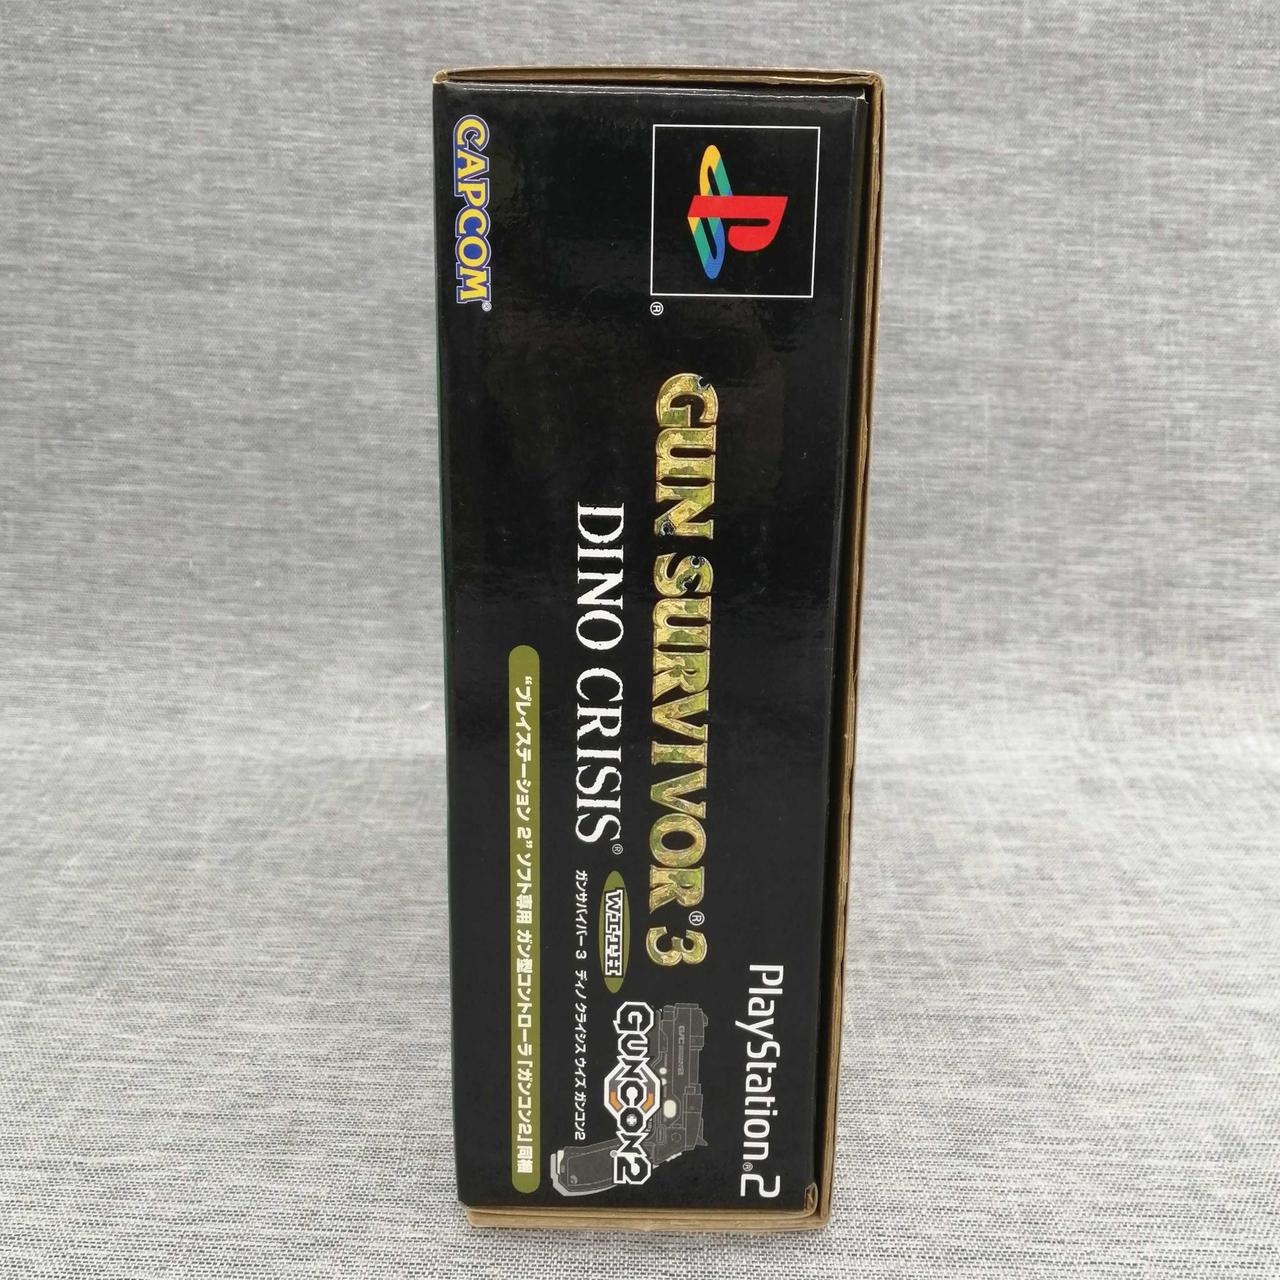 PlayStation®2
®
GUN SURVIVOR®3
DINO CRISIS®
WITH
GUNCON2
ガンサバイバー3 ディノ クライシス ウィズ ガンコン2
“プレイステーション 2”ソフト専用 ガン型コントローラ「ガンコン2」同梱
CAPCOM®